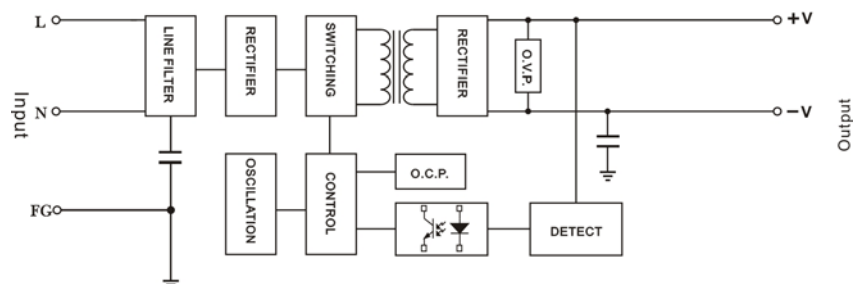 L
N
FG
Input
LINE FILTER
RECTIFIER
SWITCHING
RECTIFIER
O.V.P.
+V
−V
Output
OSCILLATION
CONTROL
O.C.P.
DETECT